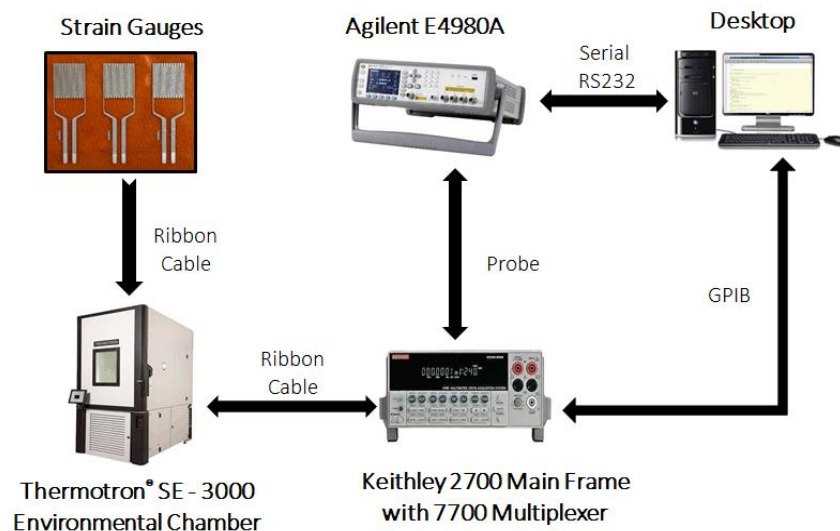 Strain Gauges
Agilent E4980A
Desktop
Serial
RS232
Ribbon
Cable
Probe
GPIB
Ribbon
Cable
Thermotron® SE - 3000
Environmental Chamber
Keithley 2700 Main Frame
with 7700 Multiplexer